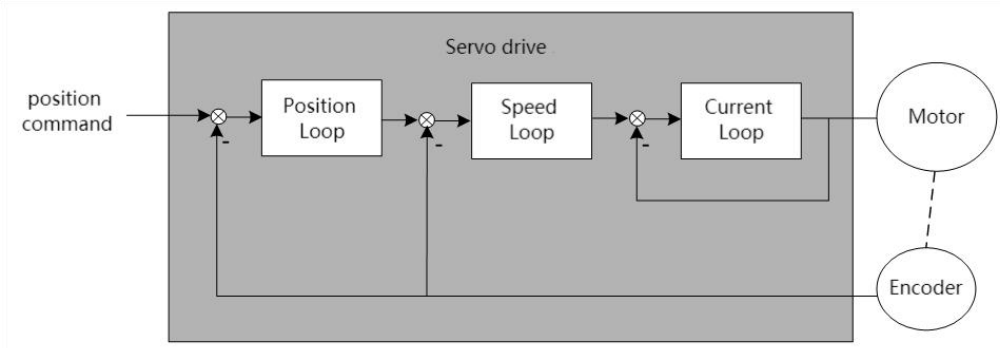 Servo drive
position
command
Position
Loop
Speed
Loop
Current
Loop
Motor
-
-
-
Encoder